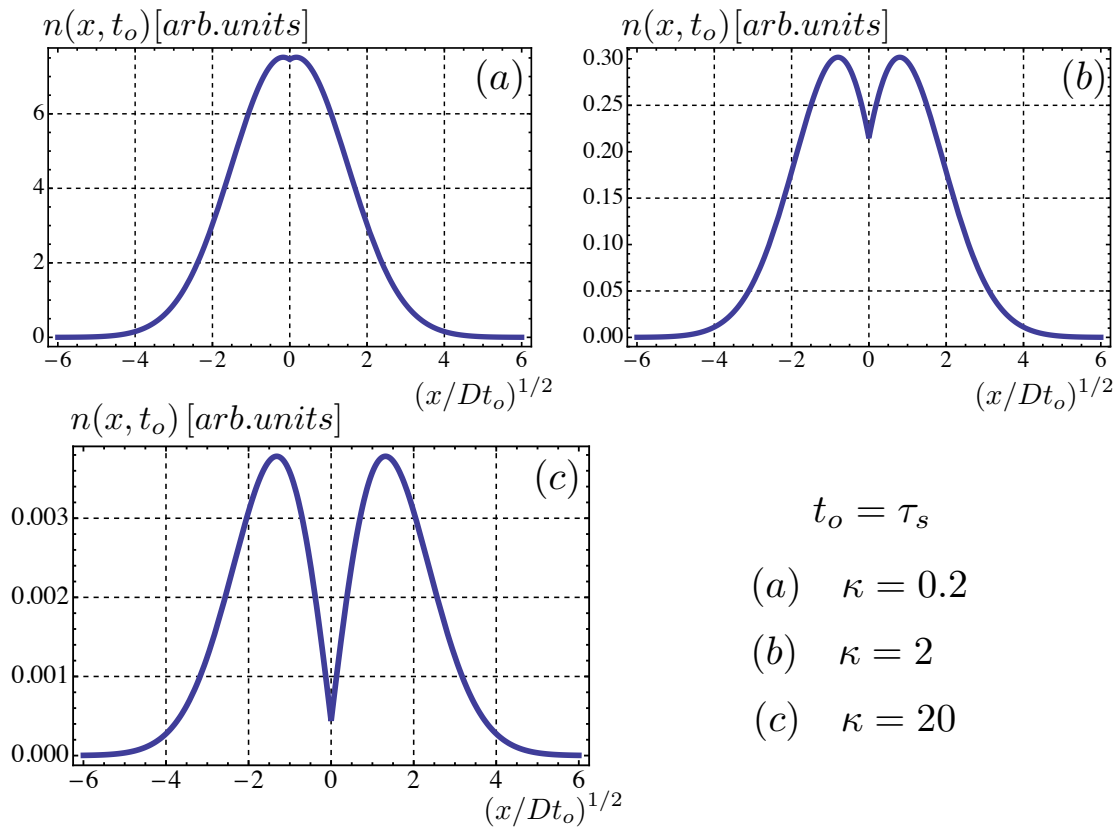 n(x, t_o) [arb.units]
(a)
6
4
2
0
−6 −4 −2 0 2 4 6
(x/Dt_o)^{1/2}
n(x, t_o) [arb.units]
(b)
0.30
0.25
0.20
0.15
0.10
0.05
0.00
−6 −4 −2 0 2 4 6
(x/Dt_o)^{1/2}
n(x, t_o) [arb.units]
(c)
0.003
0.002
0.001
0.000
−6 −4 −2 0 2 4 6
(x/Dt_o)^{1/2}
t_o = τ_s
(a) κ = 0.2
(b) κ = 2
(c) κ = 20